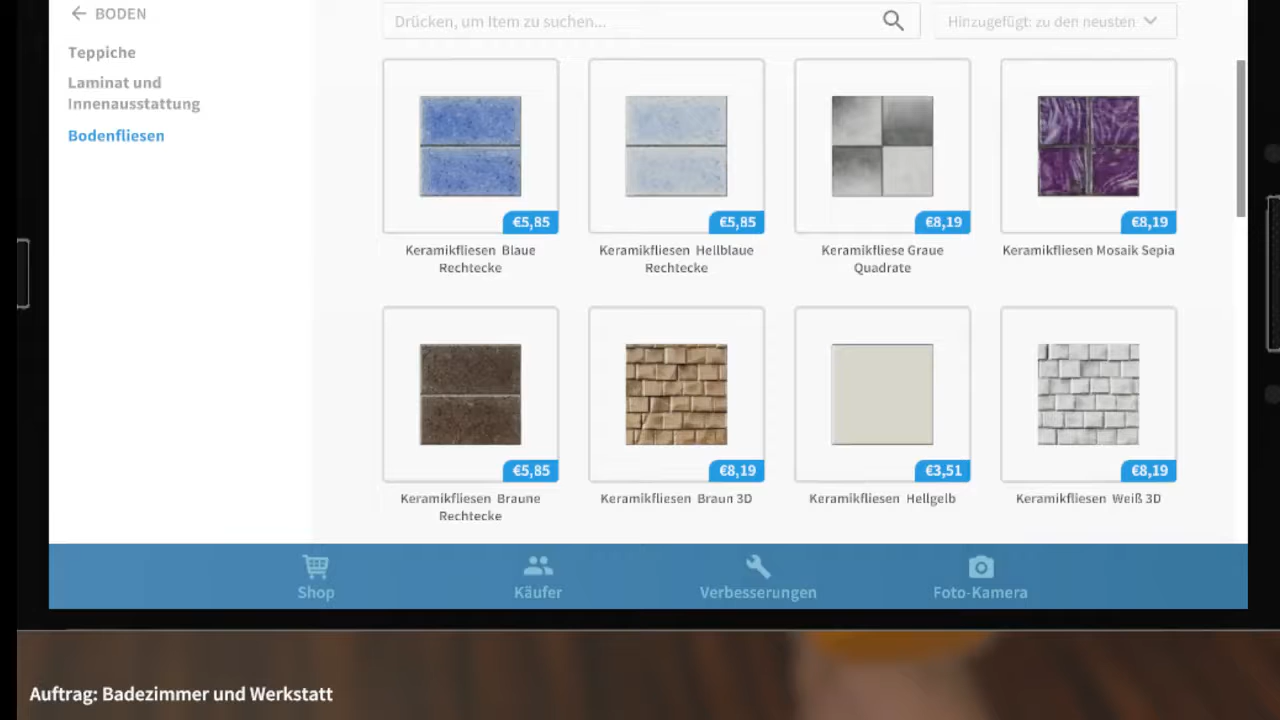 BODEN
Teppiche
Laminat und
Innenausstattung
Bodenfliesen
Drücken, um Item zu suchen...
Hinzugefügt: zu den neusten
€5,85
€5,85
€8,19
€8,19
Keramikfliesen Blaue
Rechtecke
Keramikfliesen Hellblaue
Rechtecke
Keramikfliese Graue
Quadrate
Keramikfliesen Mosaik Sepia
€5,85
€8,19
€3,51
€8,19
Keramikfliesen Braune
Rechtecke
Keramikfliesen Braun 3D
Keramikfliesen Hellgelb
Keramikfliesen Weiß 3D
Shop
Käufer
Verbesserungen
Foto-Kamera
Auftrag: Badezimmer und Werkstatt